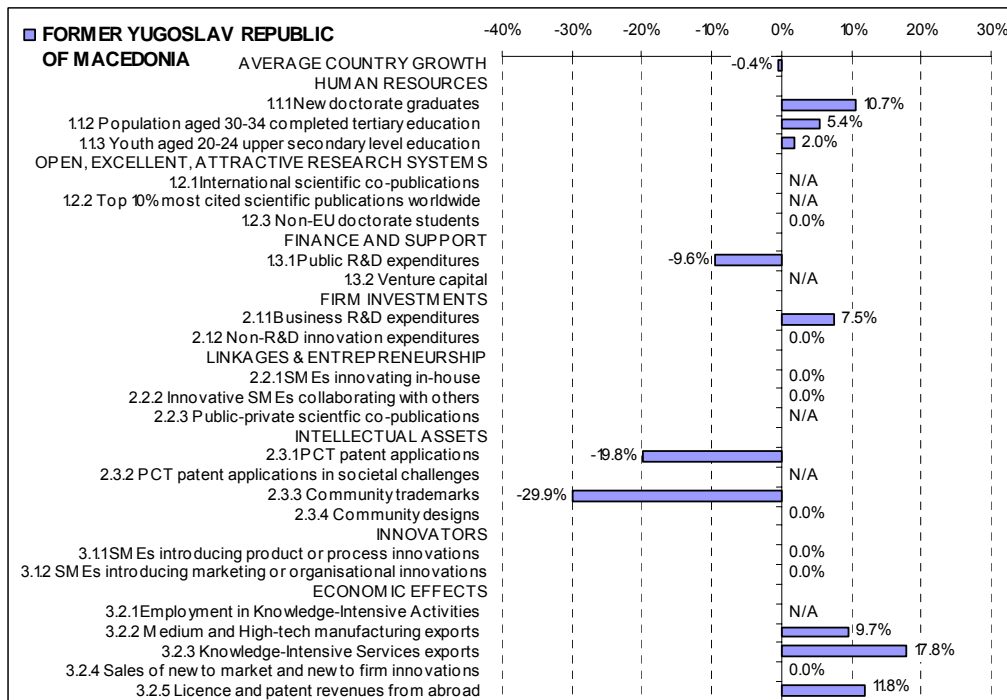 FORMER YUGOSLAV REPUBLIC
OF MACEDONIA
-40% -30% -20% -10% 0% 10% 20% 30%
AVERAGE COUNTRY GROWTH -0.4%
HUMAN RESOURCES
1.1.1 New doctorate graduates 10.7%
1.1.2 Population aged 30-34 completed tertiary education 5.4%
1.1.3 Youth aged 20-24 upper secondary level education 2.0%
OPEN, EXCELLENT, ATTRACTIVE RESEARCH SYSTEMS
1.2.1 International scientific co-publications N/A
1.2.2 Top 10% most cited scientific publications worldwide N/A
1.2.3 Non-EU doctorate students 0.0%
FINANCE AND SUPPORT
1.3.1 Public R&D expenditures -9.6%
1.3.2 Venture capital N/A
FIRM INVESTMENTS
2.1.1 Business R&D expenditures 7.5%
2.1.2 Non-R&D innovation expenditures 0.0%
LINKAGES & ENTREPRENEURSHIP
2.2.1 SMEs innovating in-house 0.0%
2.2.2 Innovative SMEs collaborating with others 0.0%
2.2.3 Public-private scientfic co-publications N/A
INTELLECTUAL ASSETS
2.3.1 PCT patent applications -19.8%
2.3.2 PCT patent applications in societal challenges N/A
2.3.3 Community trademarks -29.9%
2.3.4 Community designs 0.0%
INNOVATORS
3.1.1 SMEs introducing product or process innovations 0.0%
3.1.2 SMEs introducing marketing or organisational innovations 0.0%
ECONOMIC EFFECTS
3.2.1 Employment in Knowledge-Intensive Activities N/A
3.2.2 Medium and High-tech manufacturing exports 9.7%
3.2.3 Knowledge-Intensive Services exports 17.8%
3.2.4 Sales of new to market and new to firm innovations 0.0%
3.2.5 Licence and patent revenues from abroad 11.8%